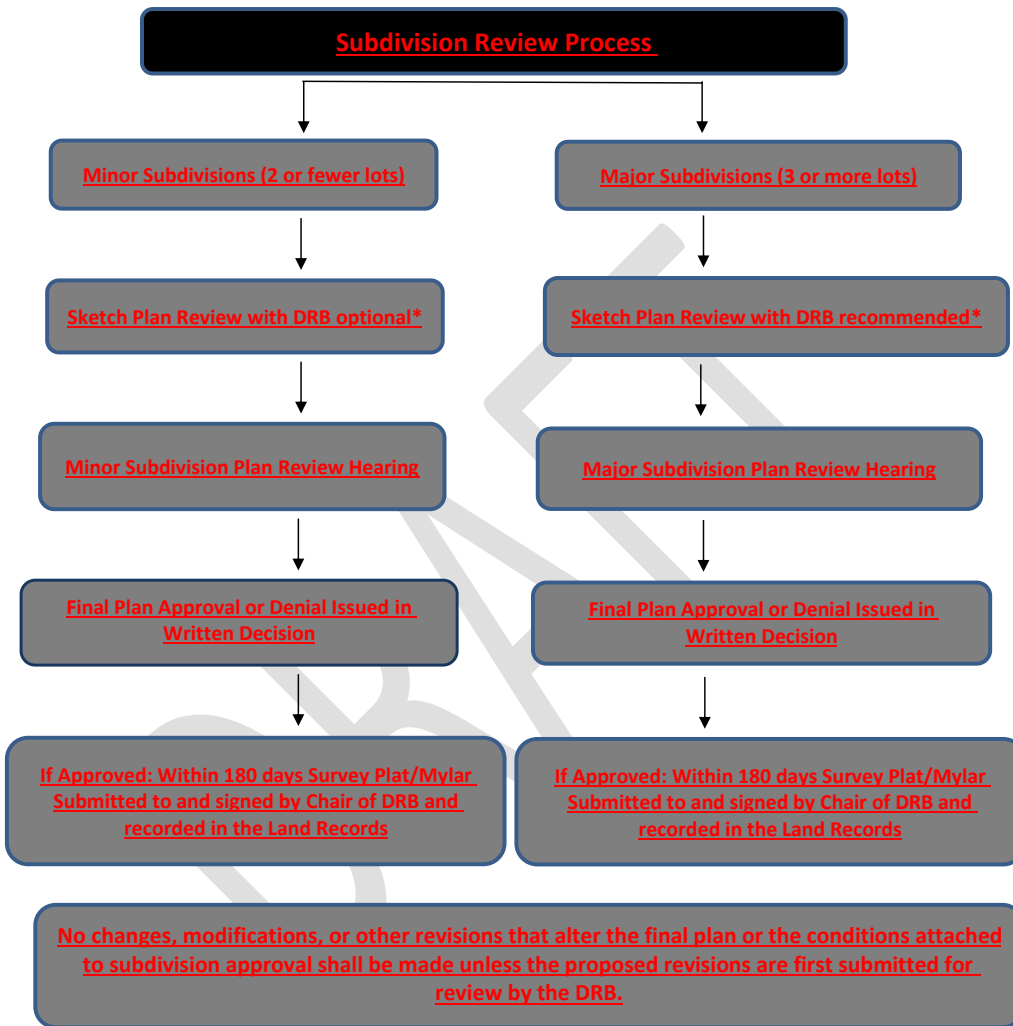 Subdivision Review Process
Minor Subdivisions (2 or fewer lots)
Major Subdivisions (3 or more lots)
Sketch Plan Review with DRB optional*
Sketch Plan Review with DRB recommended*
Minor Subdivision Plan Review Hearing
Major Subdivision Plan Review Hearing
Final Plan Approval or Denial Issued in
Written Decision
Final Plan Approval or Denial Issued in
Written Decision
If Approved: Within 180 days Survey Plat/Mylar
Submitted to and signed by Chair of DRB and
recorded in the Land Records
If Approved: Within 180 days Survey Plat/Mylar
Submitted to and signed by Chair of DRB and
recorded in the Land Records
No changes, modifications, or other revisions that alter the final plan or the conditions attached
to subdivision approval shall be made unless the proposed revisions are first submitted for
review by the DRB.
DRAFT